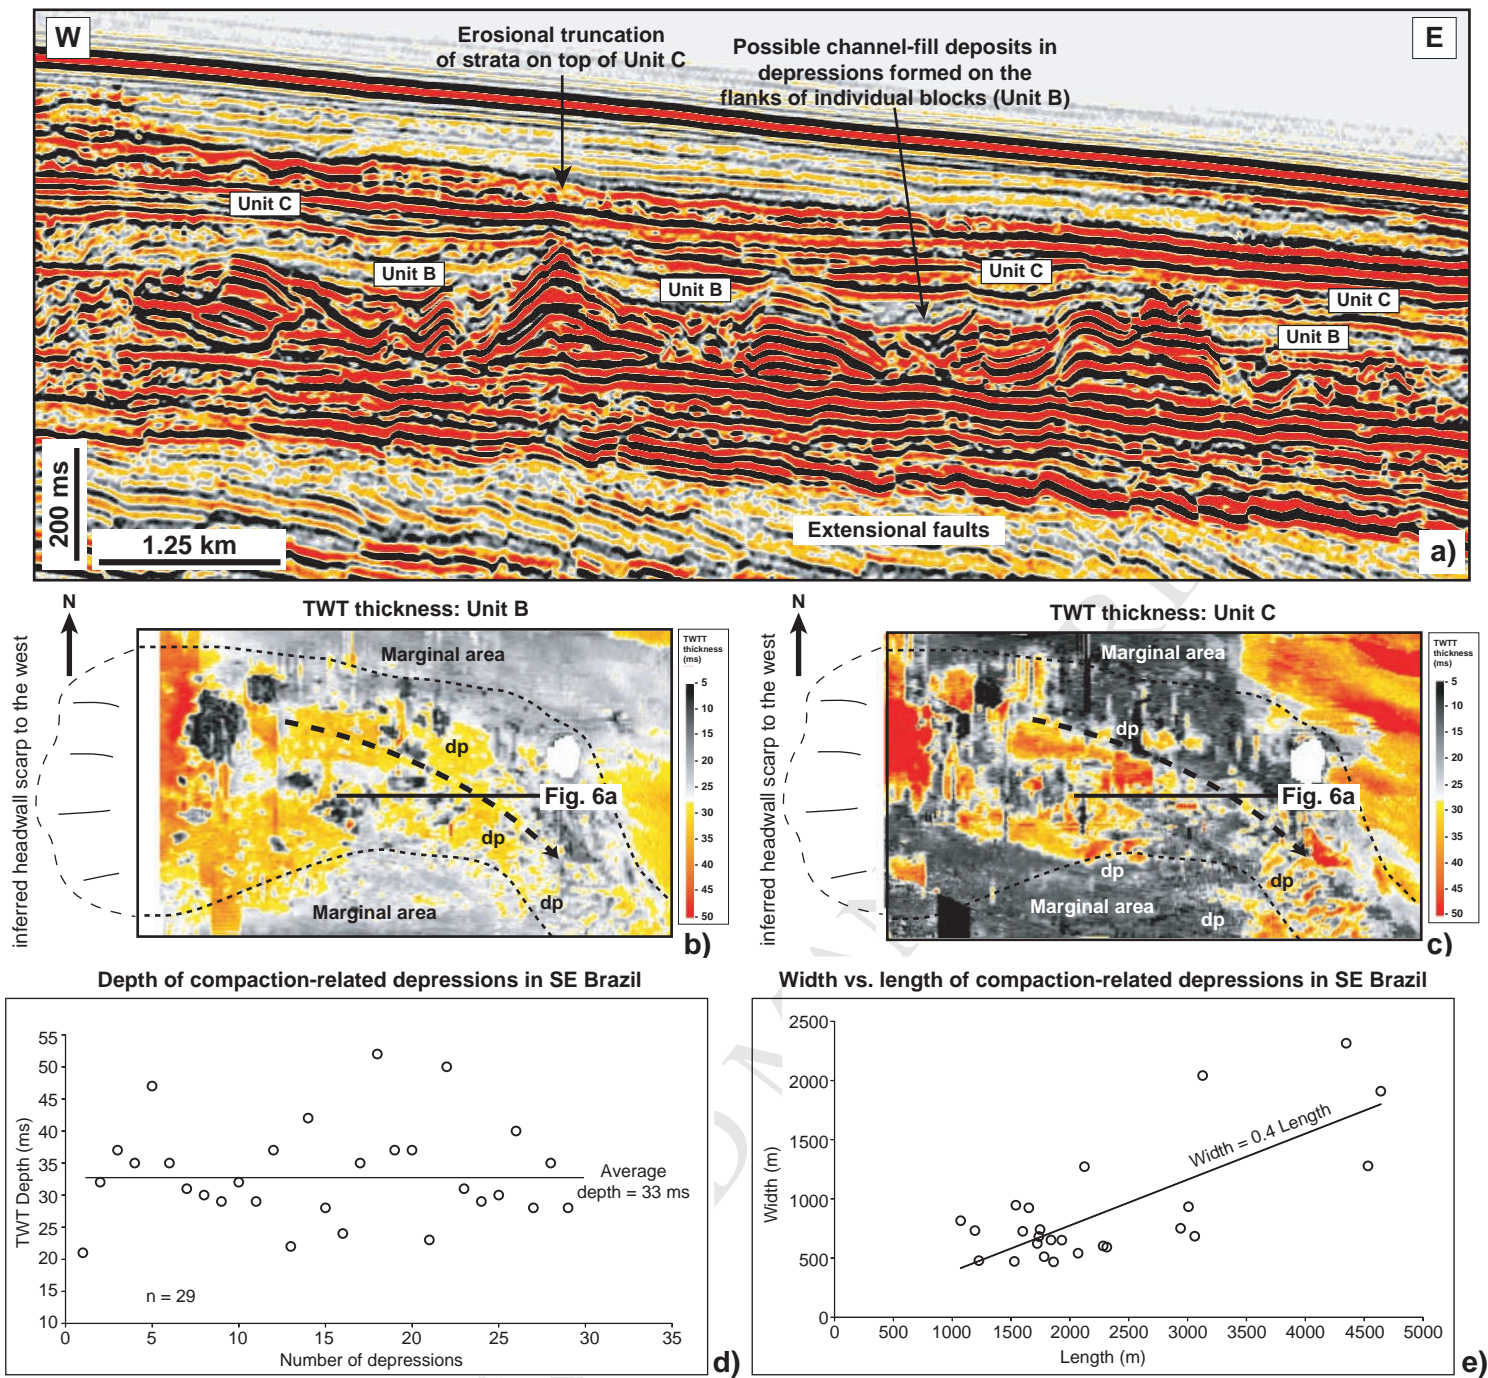 W
E
Erosional truncation
of strata on top of Unit C
Possible channel-fill deposits in
depressions formed on the
flanks of individual blocks (Unit B)
Unit C
Unit B
Unit B
Unit C
Unit C
Unit B
200 ms
1.25 km
Extensional faults
a)
N
TWT thickness: Unit B
inferred headwall scarp to the west
Marginal area
dp
Fig. 6a
dp
dp
Marginal area
TWTT
thickness
(ms)
5
10
15
20
25
30
35
40
45
50
b)
N
TWT thickness: Unit C
inferred headwall scarp to the west
Marginal area
dp
Fig. 6a
dp
dp
dp
Marginal area
TWTT
thickness
(ms)
5
10
15
20
25
30
35
40
45
50
c)
Depth of compaction-related depressions in SE Brazil
TWT Depth (ms)
55
50
45
40
35
30
25
20
15
10
Average
depth = 33 ms
n = 29
0
5
10
15
20
25
30
35
Number of depressions
d)
Width vs. length of compaction-related depressions in SE Brazil
Width (m)
2500
2000
1500
1000
500
0
Width = 0.4 Length
0
500
1000
1500
2000
2500
3000
3500
4000
4500
5000
Length (m)
e)